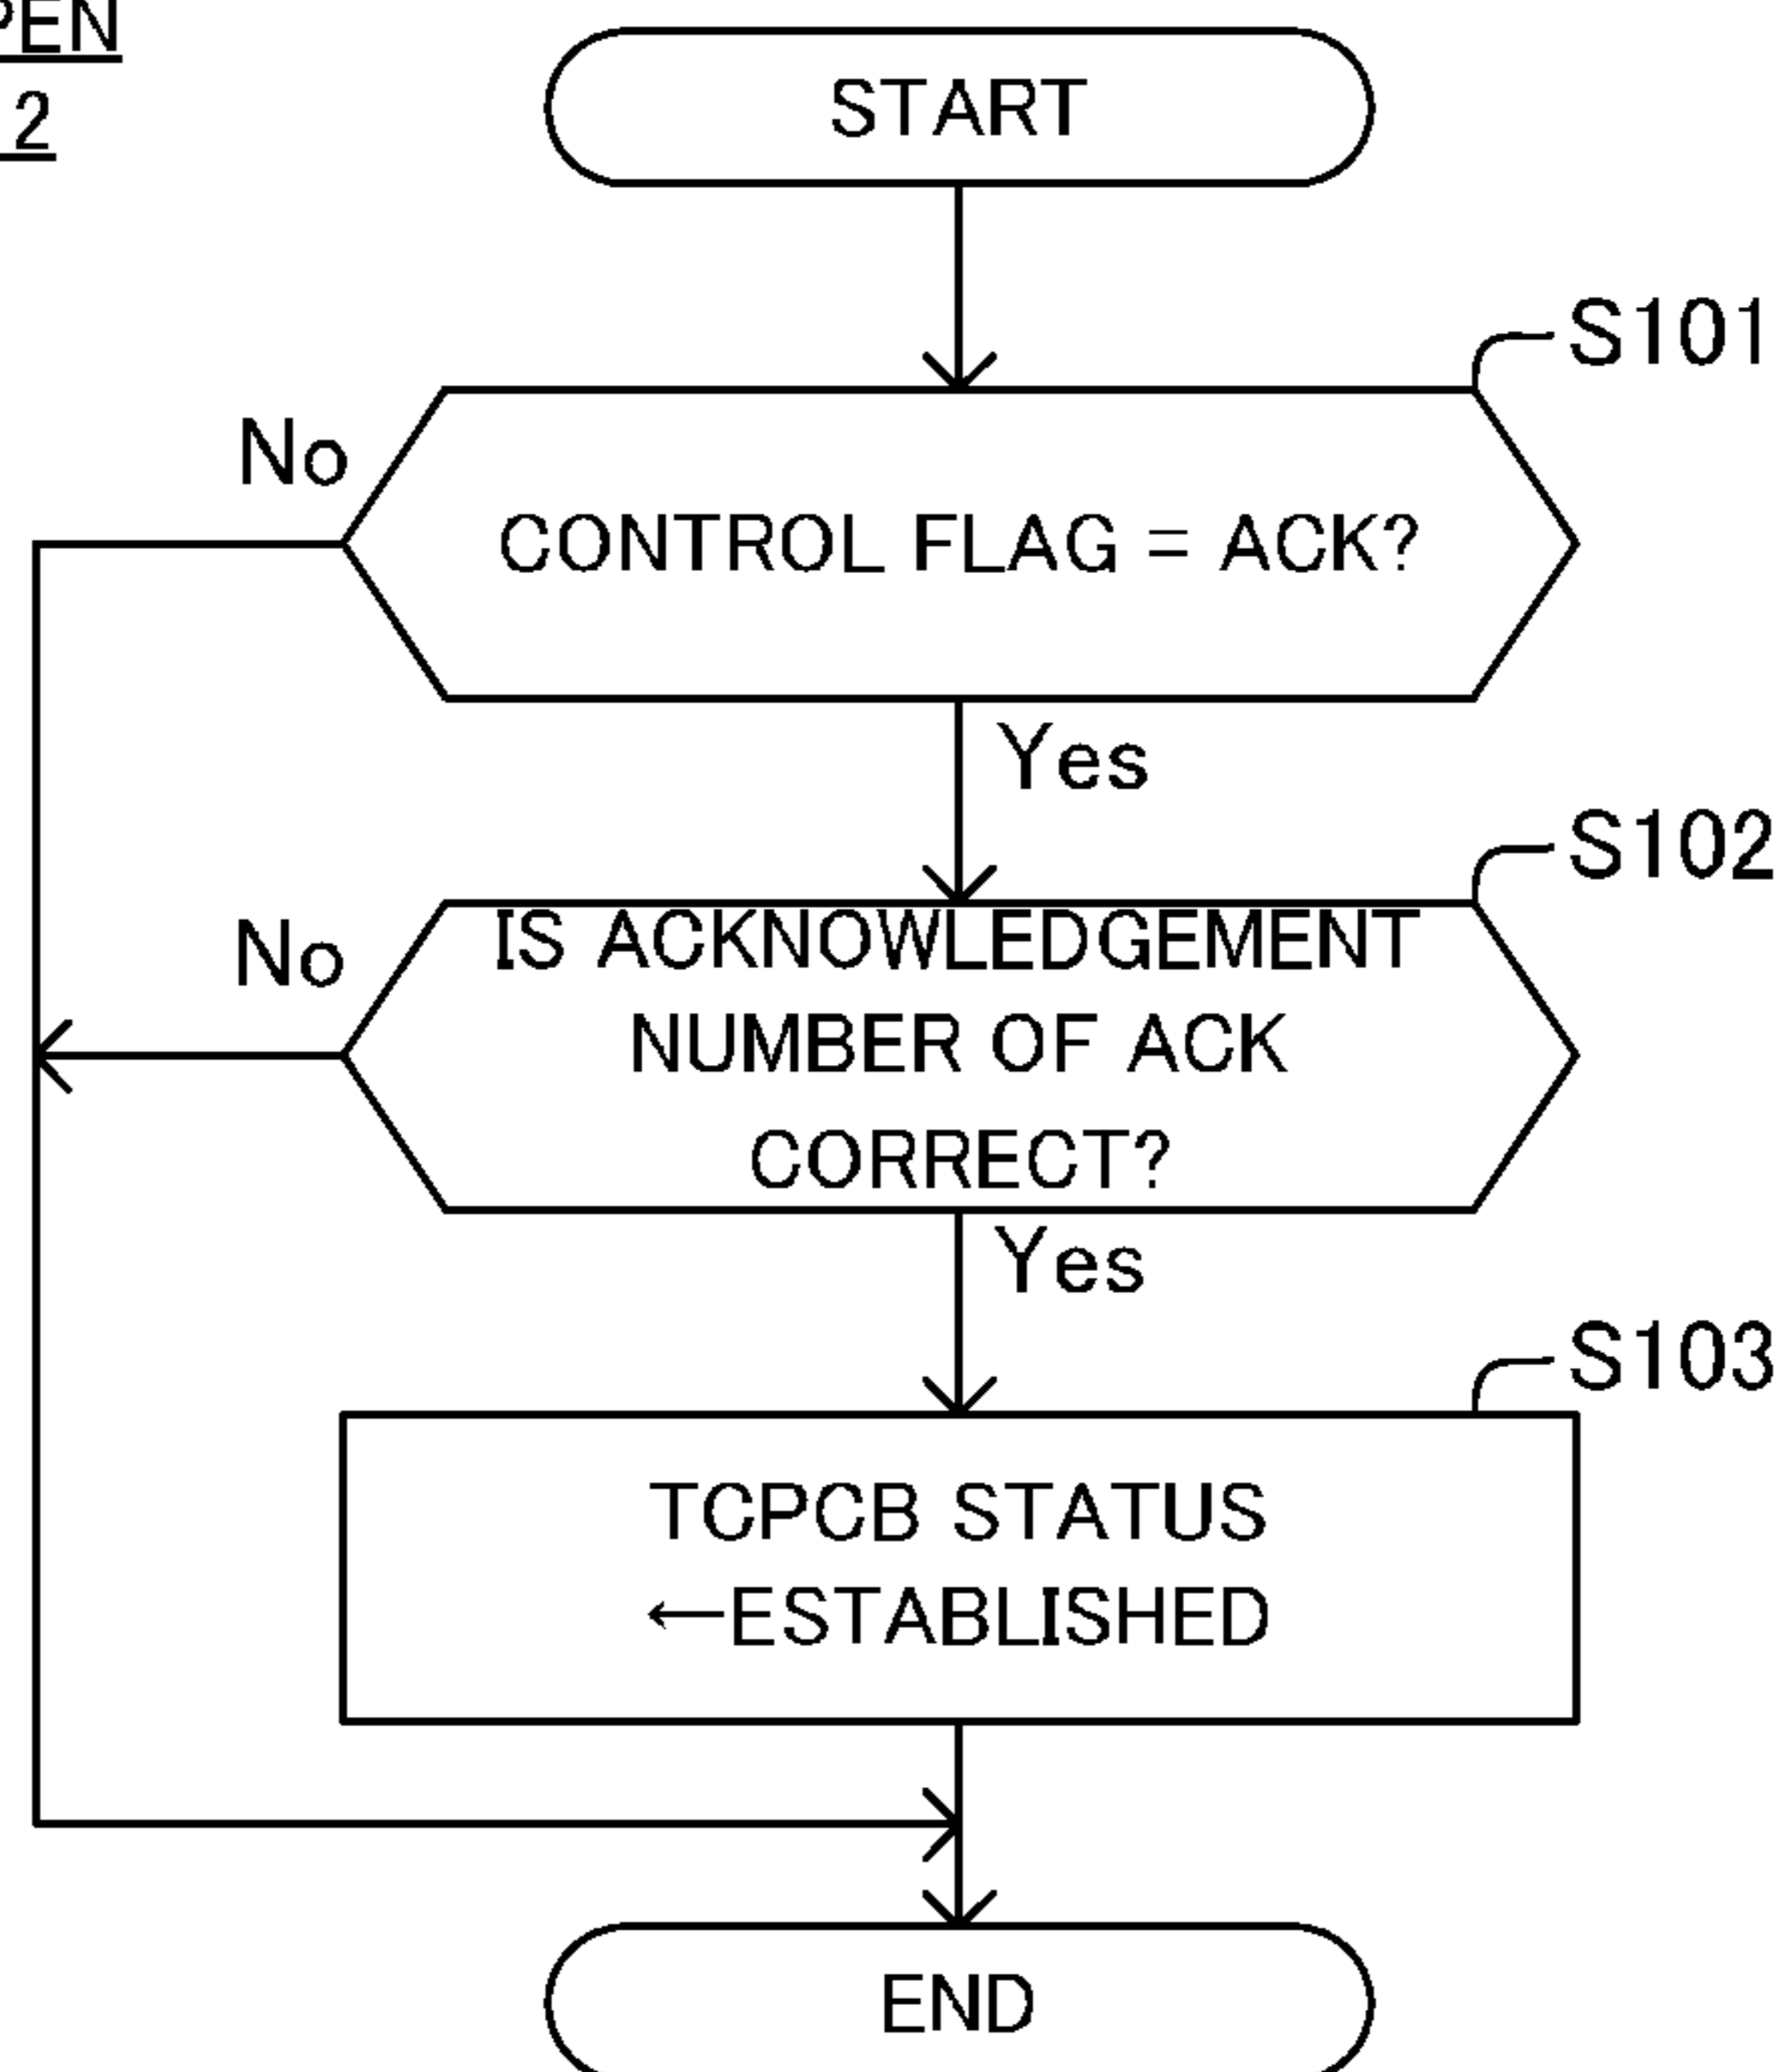 2
START
S101
No
CONTROL FLAG = ACK?
Yes
S102
No
IS ACKNOWLEDGEMENT
NUMBER OF ACK
CORRECT?
Yes
S103
TCPCB STATUS
←ESTABLISHED
END